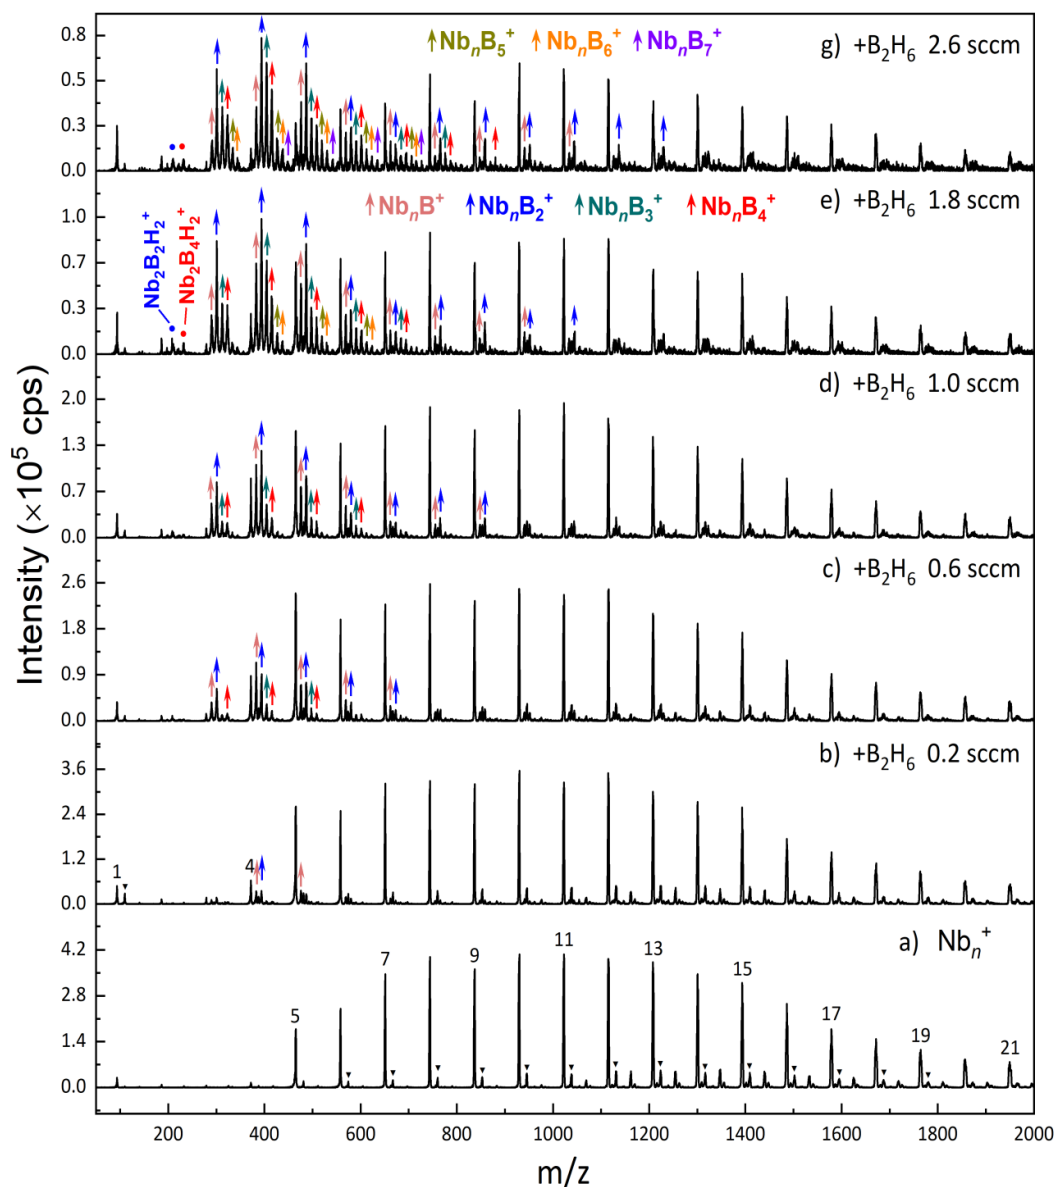 Intensity (×10⁵ cps)
0.8
0.5
0.3
0.0
↑NbₙB₅⁺ ↑NbₙB₆⁺ ↑NbₙB₇⁺
g) +B₂H₆ 2.6 sccm
1.0
0.7
0.3
0.0
↑NbₙB⁺ ↑NbₙB₂⁺ ↑NbₙB₃⁺ ↑NbₙB₄⁺
e) +B₂H₆ 1.8 sccm
Nb₂B₂H₂⁺
Nb₂B₄H₂⁺
2.0
1.3
0.7
0.0
d) +B₂H₆ 1.0 sccm
2.6
1.8
0.9
0.0
c) +B₂H₆ 0.6 sccm
3.6
2.4
1.2
0.0
b) +B₂H₆ 0.2 sccm
1 4
4.2
2.8
1.4
0.0
a) Nbₙ⁺
5 7 9 11 13 15 17 19 21
200 400 600 800 1000 1200 1400 1600 1800 2000
m/z